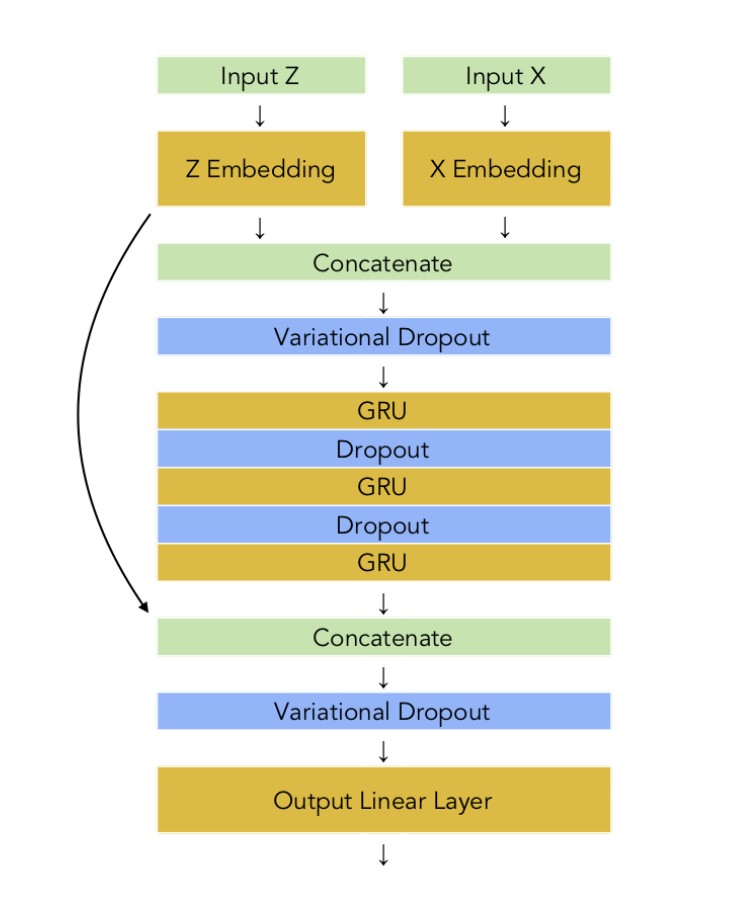 Input Z
Input X
Z Embedding
X Embedding
Concatenate
Variational Dropout
GRU
Dropout
GRU
Dropout
GRU
Concatenate
Variational Dropout
Output Linear Layer